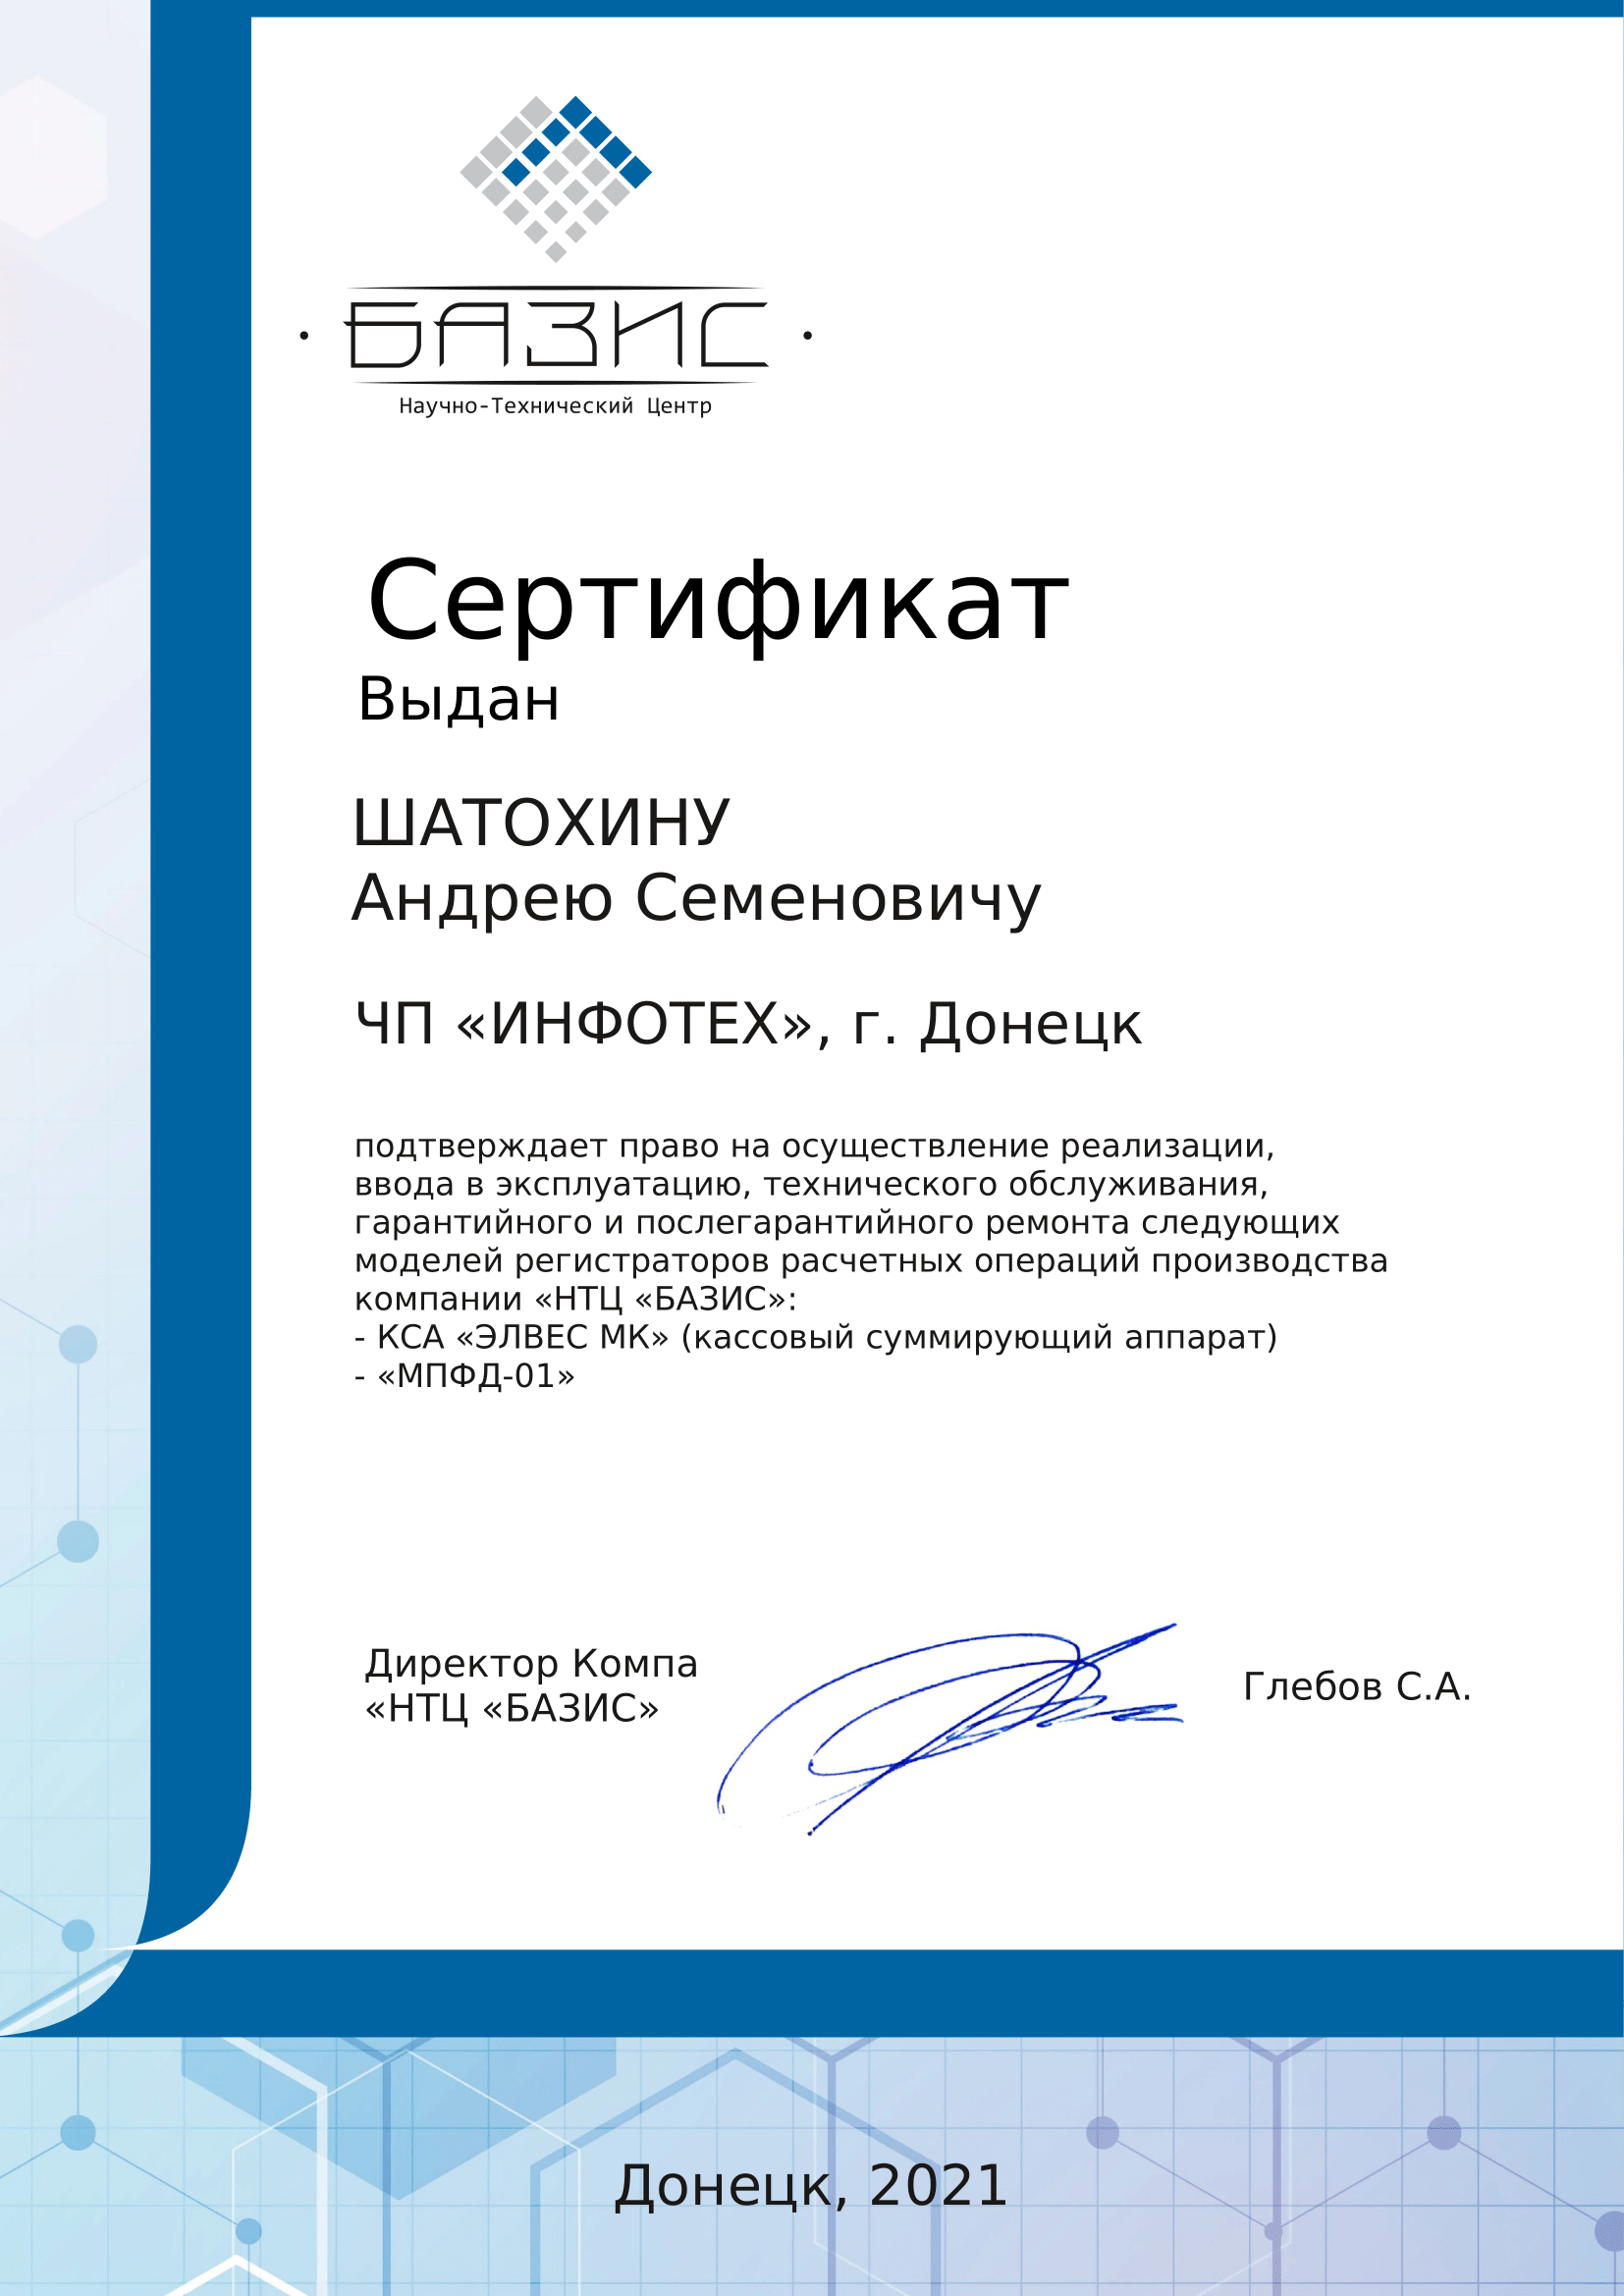 БАЗИС
Научно-Технический Центр
Сертификат
Выдан
ШАТОХИНУ
Андрею Семеновичу
ЧП «ИНФОТЕХ», г. Донецк
подтверждает право на осуществление реализации,
ввода в эксплуатацию, технического обслуживания,
гарантийного и послегарантийного ремонта следующих
моделей регистраторов расчетных операций производства
компании «НТЦ «БАЗИС»:
- КСА «ЭЛВЕС МК» (кассовый суммирующий аппарат)
- «МПФД-01»
Директор Компа
«НТЦ «БАЗИС»
Глебов С.А.
Донецк, 2021